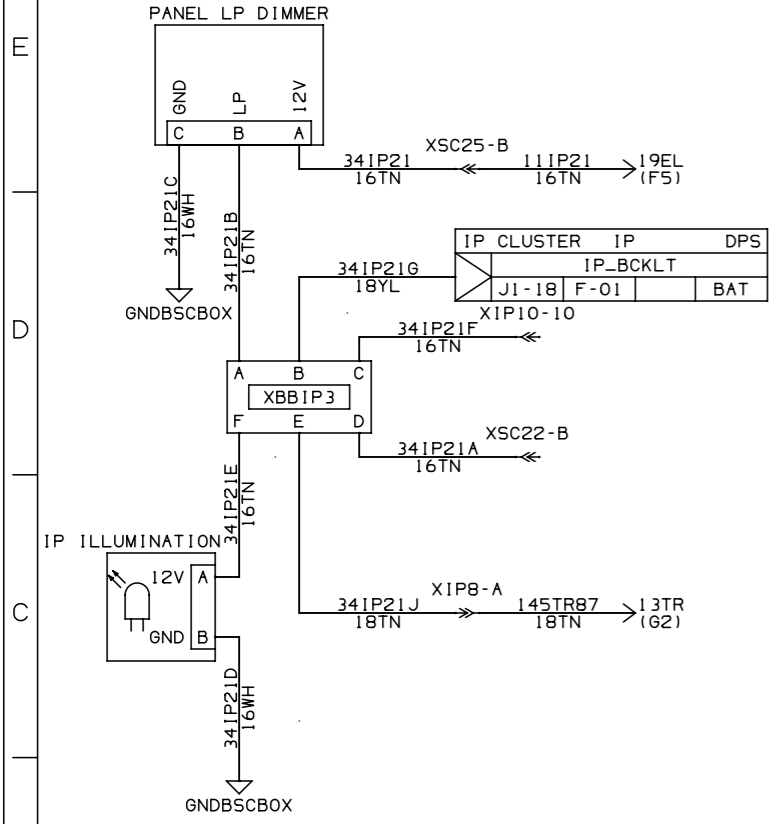 PANEL LP DIMMER
E
GND
LP
12V
C B A
XSC25-B
34IP21
16TN
11IP21
16TN
19EL
(F5)
34IP21C
16WH
34IP21B
16TN
IP CLUSTER IP DPS
IP_BCKLT
J1-18 F-01 BAT
34IP21G
18YL
GNDBSCBOX
XIP10-10
D
34IP21F
16TN
A B C
XBBIP3
F E D
XSC22-B
34IP21A
16TN
34IP21E
16TN
IP ILLUMINATION
12V A
GND B
C
XIP8-A
34IP21J
18TN
145TR87
18TN
13TR
(G2)
34IP21D
16WH
GNDBSCBOX